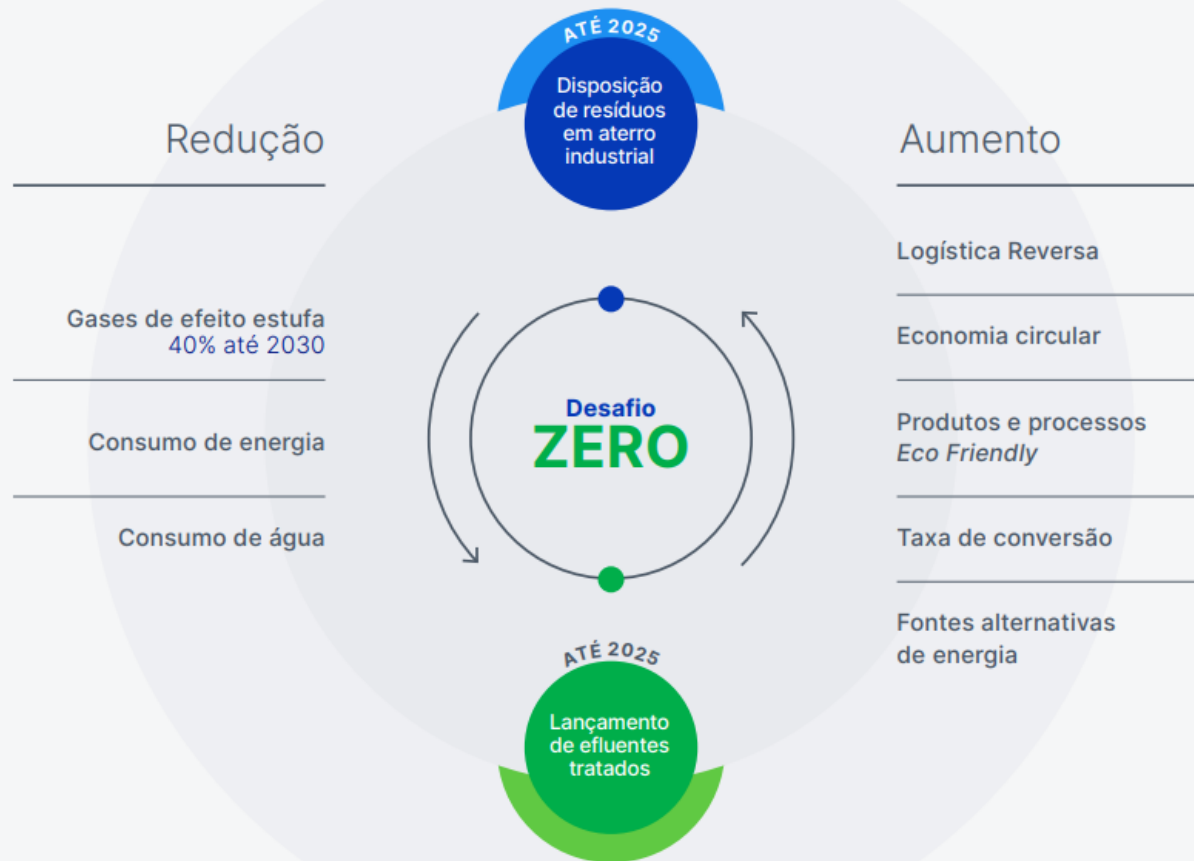 ATÉ 2025
Disposição
de resíduos
em aterro
industrial
Redução
Gases de efeito estufa
40% até 2030
Consumo de energia
Consumo de água
Desafio
ZERO
Aumento
Logística Reversa
Economia circular
Produtos e processos
Eco Friendly
Taxa de conversão
Fontes alternativas
de energia
ATÉ 2025
Lançamento
de efluentes
tratados